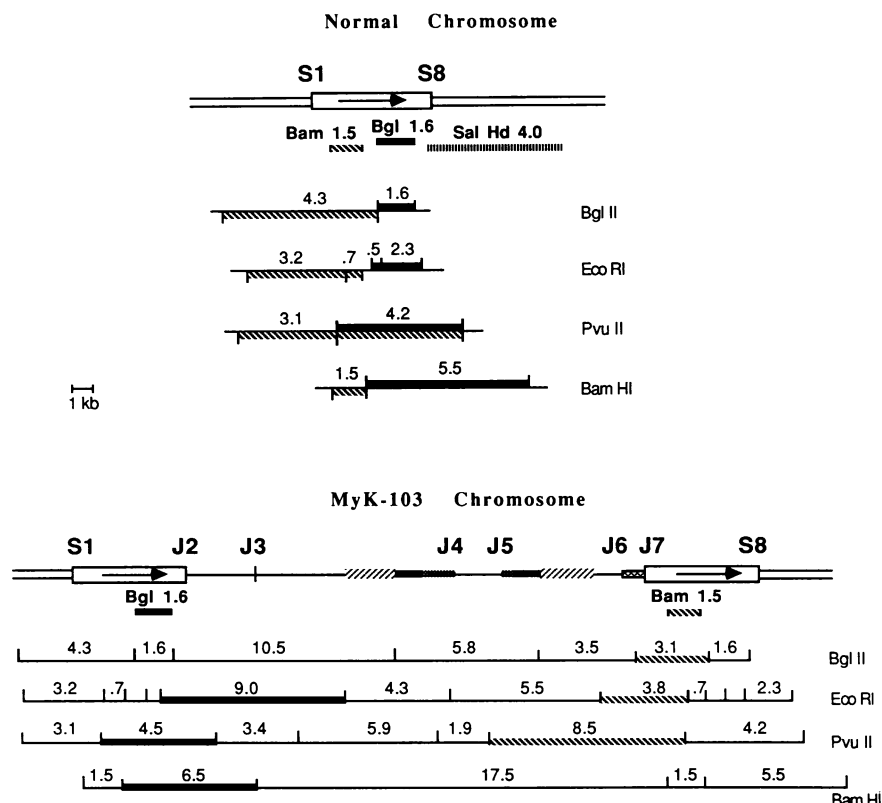 Normal Chromosome
S1 S8
Bam 1.5 Bgl 1.6 Sal Hd 4.0
4.3 1.6 Bgl II
3.2 .7 .5 2.3 Eco RI
3.1 4.2 Pvu II
1.5 5.5 Bam HI
1 kb
MyK-103 Chromosome
S1 J2 J3 J4 J5 J6 J7 S8
Bgl 1.6 Bam 1.5
4.3 1.6 10.5 5.8 3.5 3.1 1.6 Bgl II
3.2 .7 9.0 4.3 5.5 3.8 .7 2.3 Eco RI
3.1 4.5 3.4 5.9 1.9 8.5 4.2 Pvu II
1.5 6.5 17.5 1.5 5.5 Bam HI